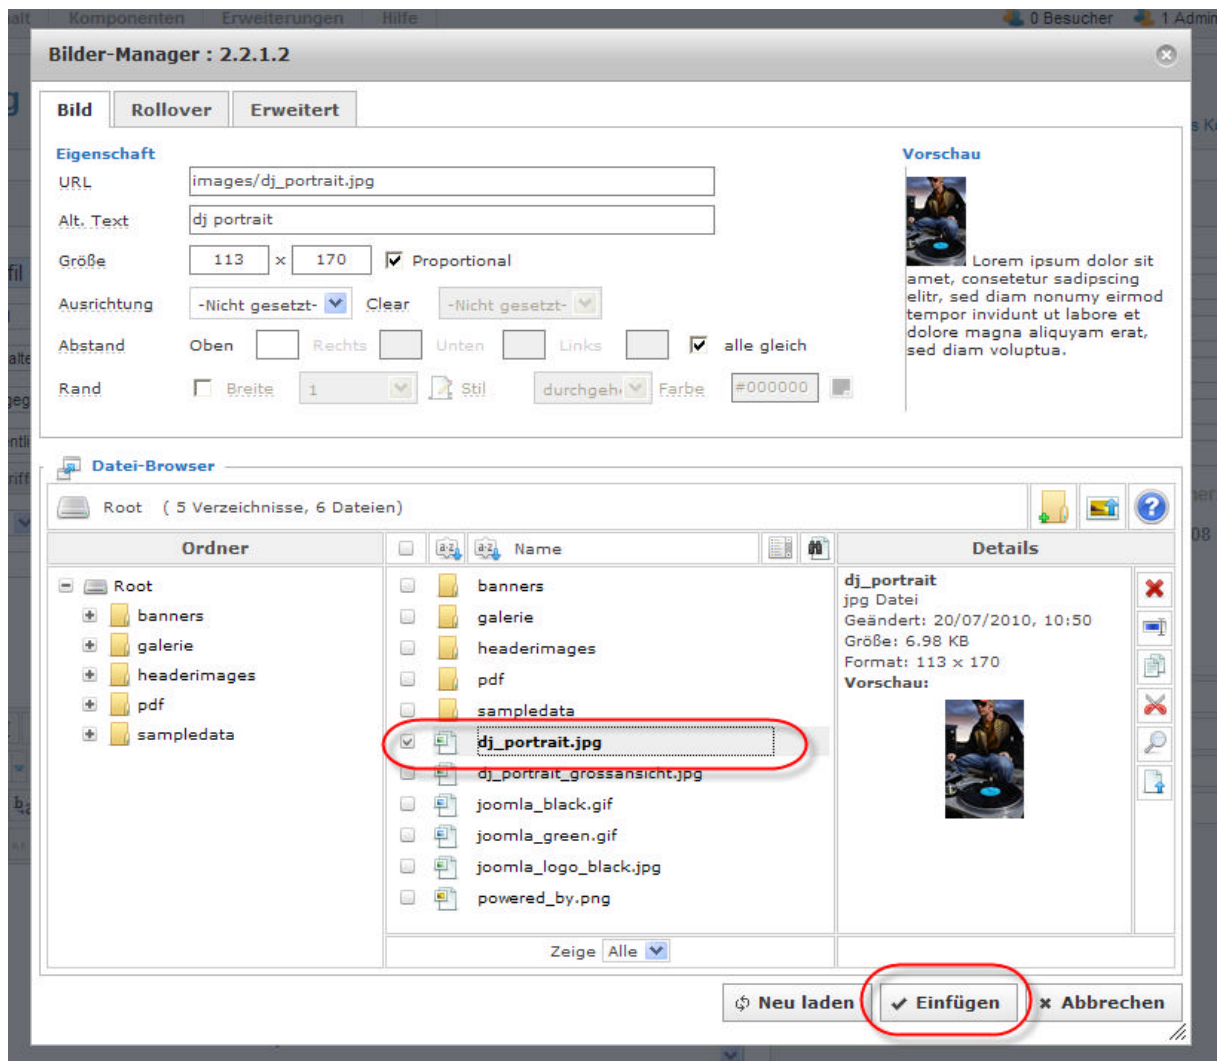 alt Komponenten Erweiterungen Hilfe 0 Besucher 1 Admin
Bilder-Manager : 2.2.1.2
Bild Rollover Erweitert
Eigenschaft
URL images/dj_portrait.jpg
Alt. Text dj portrait
Größe 113 x 170 Proportional
Ausrichtung -Nicht gesetzt- Clear -Nicht gesetzt-
Abstand Oben Rechts Unten Links alle gleich
Rand Breite 1 Stil durchgeh Farbe #000000
Vorschau
Lorem ipsum dolor sit
amet, consetetur sadipscing
elitr, sed diam nonumy eirmod
tempor invidunt ut labore et
dolore magna aliquyam erat,
sed diam voluptua.
Datei-Browser
Root ( 5 Verzeichnisse, 6 Dateien)
Ordner
Root
banners
galerie
headerimages
pdf
sampledata
Name
banners
galerie
headerimages
pdf
sampledata
dj_portrait.jpg
dj_portrait_grossansicht.jpg
joomla_black.gif
joomla_green.gif
joomla_logo_black.jpg
powered_by.png
Zeige Alle
Details
dj_portrait
jpg Datei
Geändert: 20/07/2010, 10:50
Größe: 6.98 KB
Format: 113 x 170
Vorschau:
Neu laden Einfügen Abbrechen